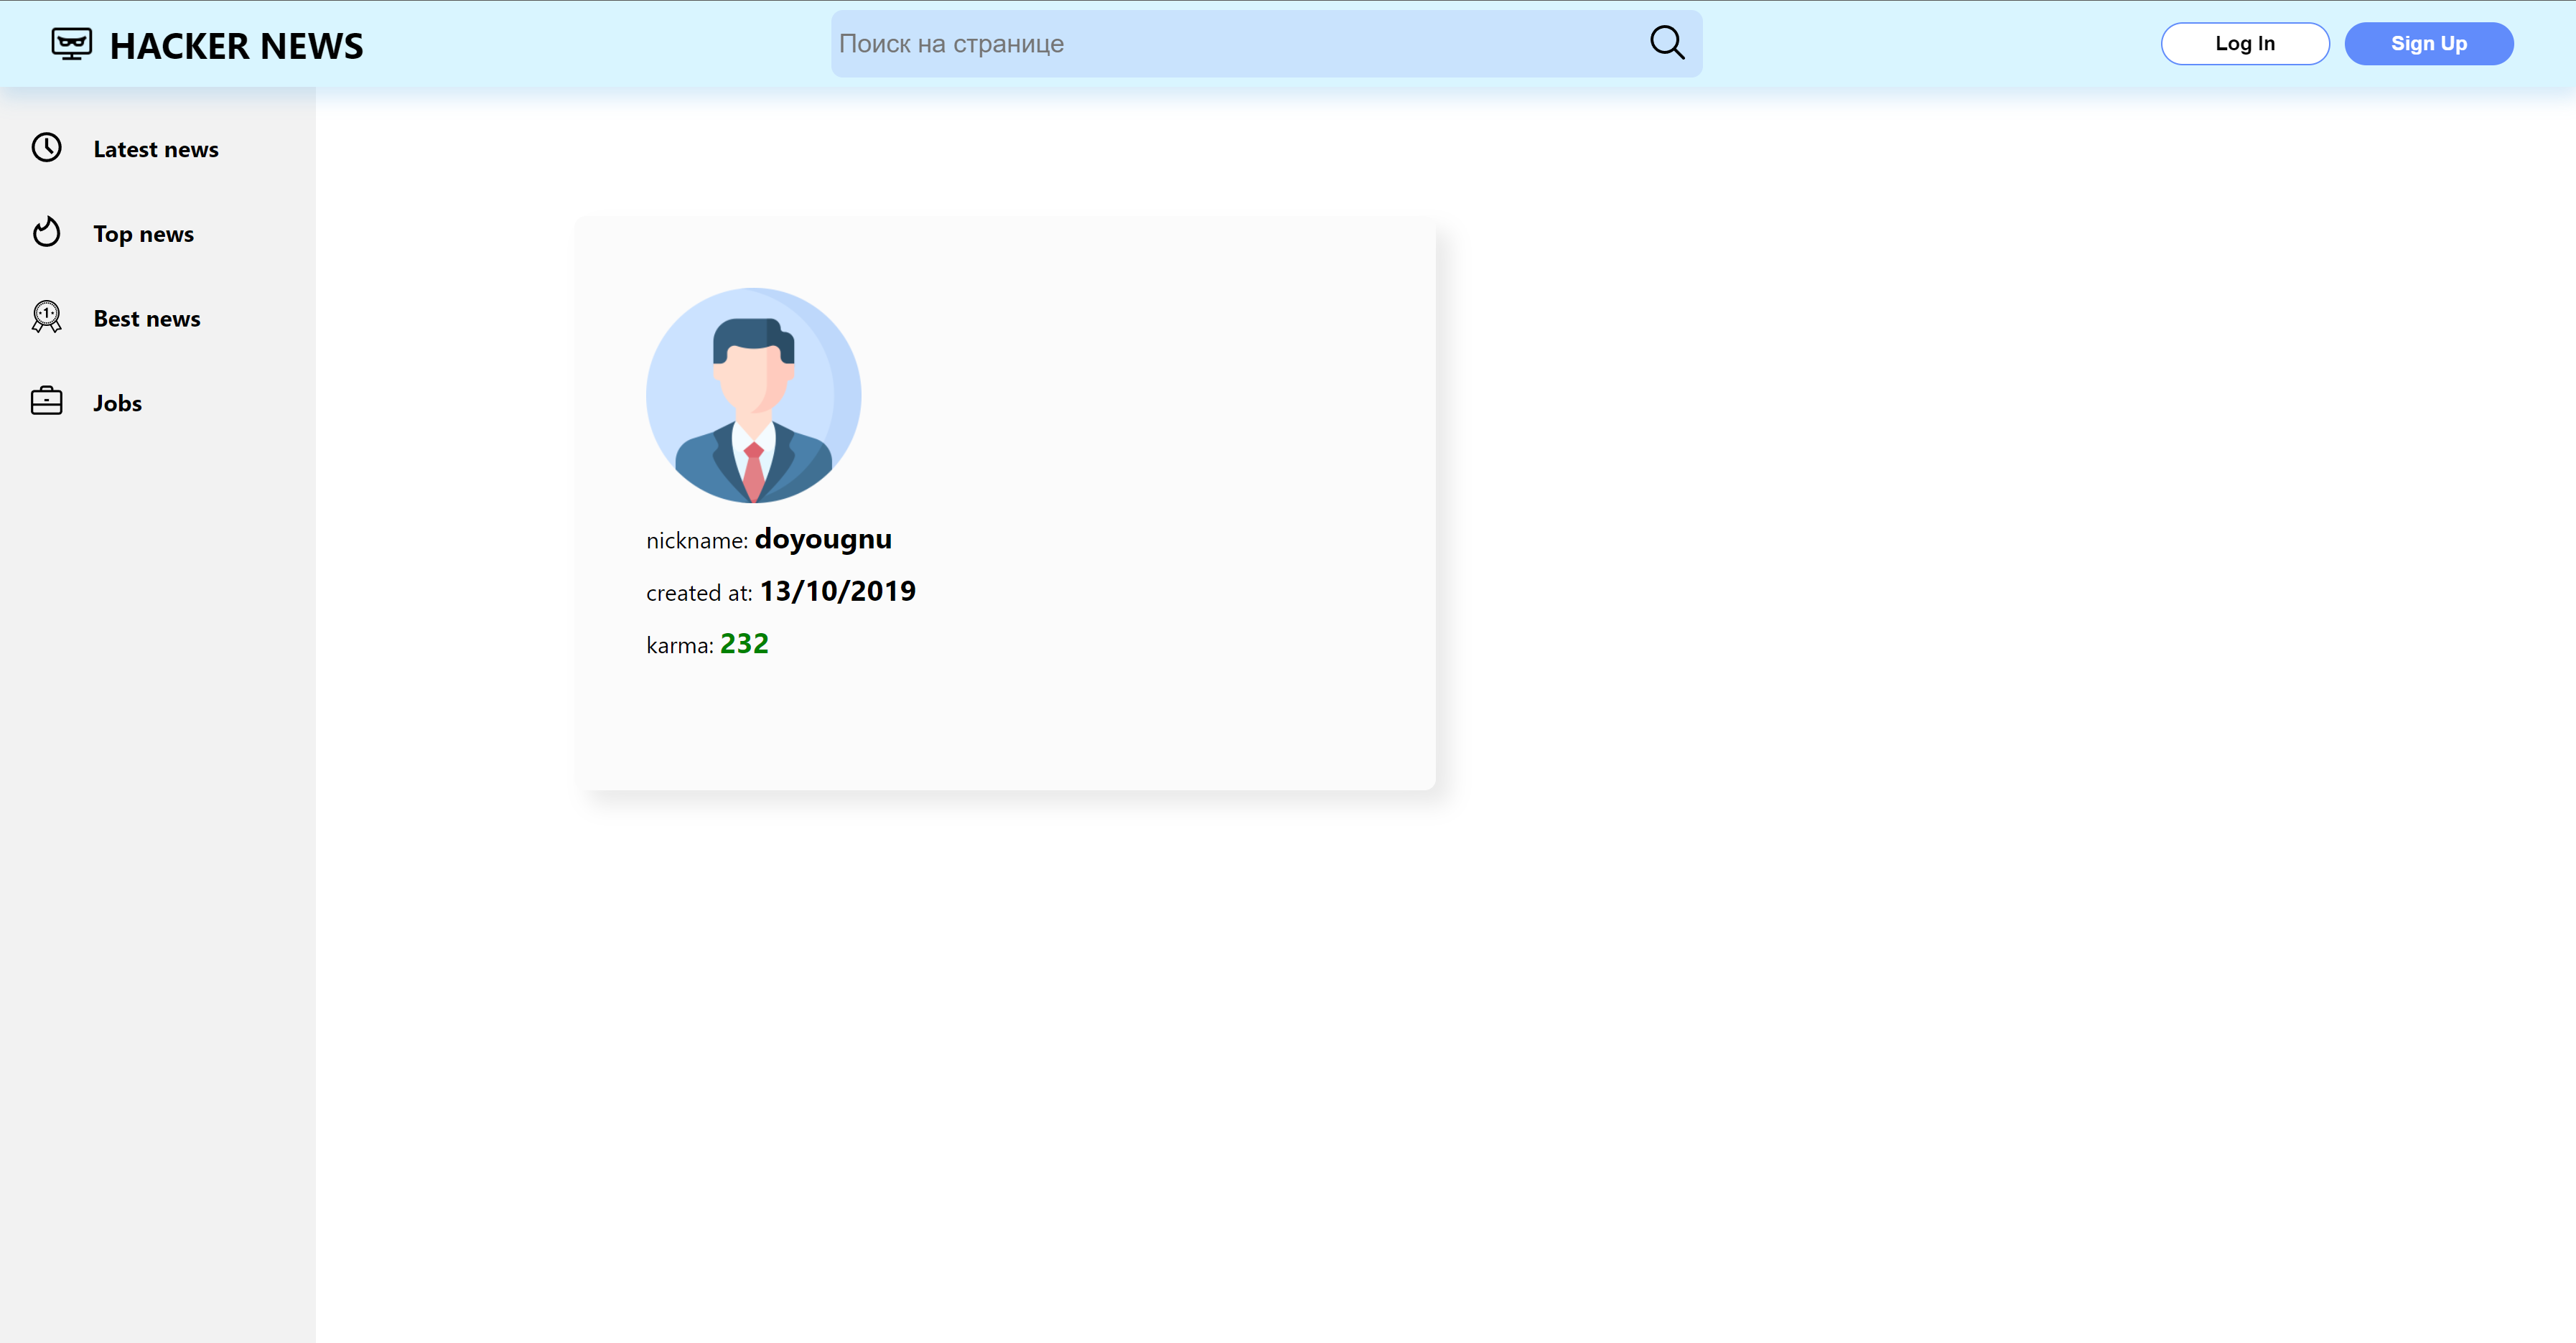 HACKER NEWS
Поиск на странице
Log In
Sign Up
Latest news
Top news
1
Best news
Jobs
nickname: doyougnu
created at: 13/10/2019
karma: 232